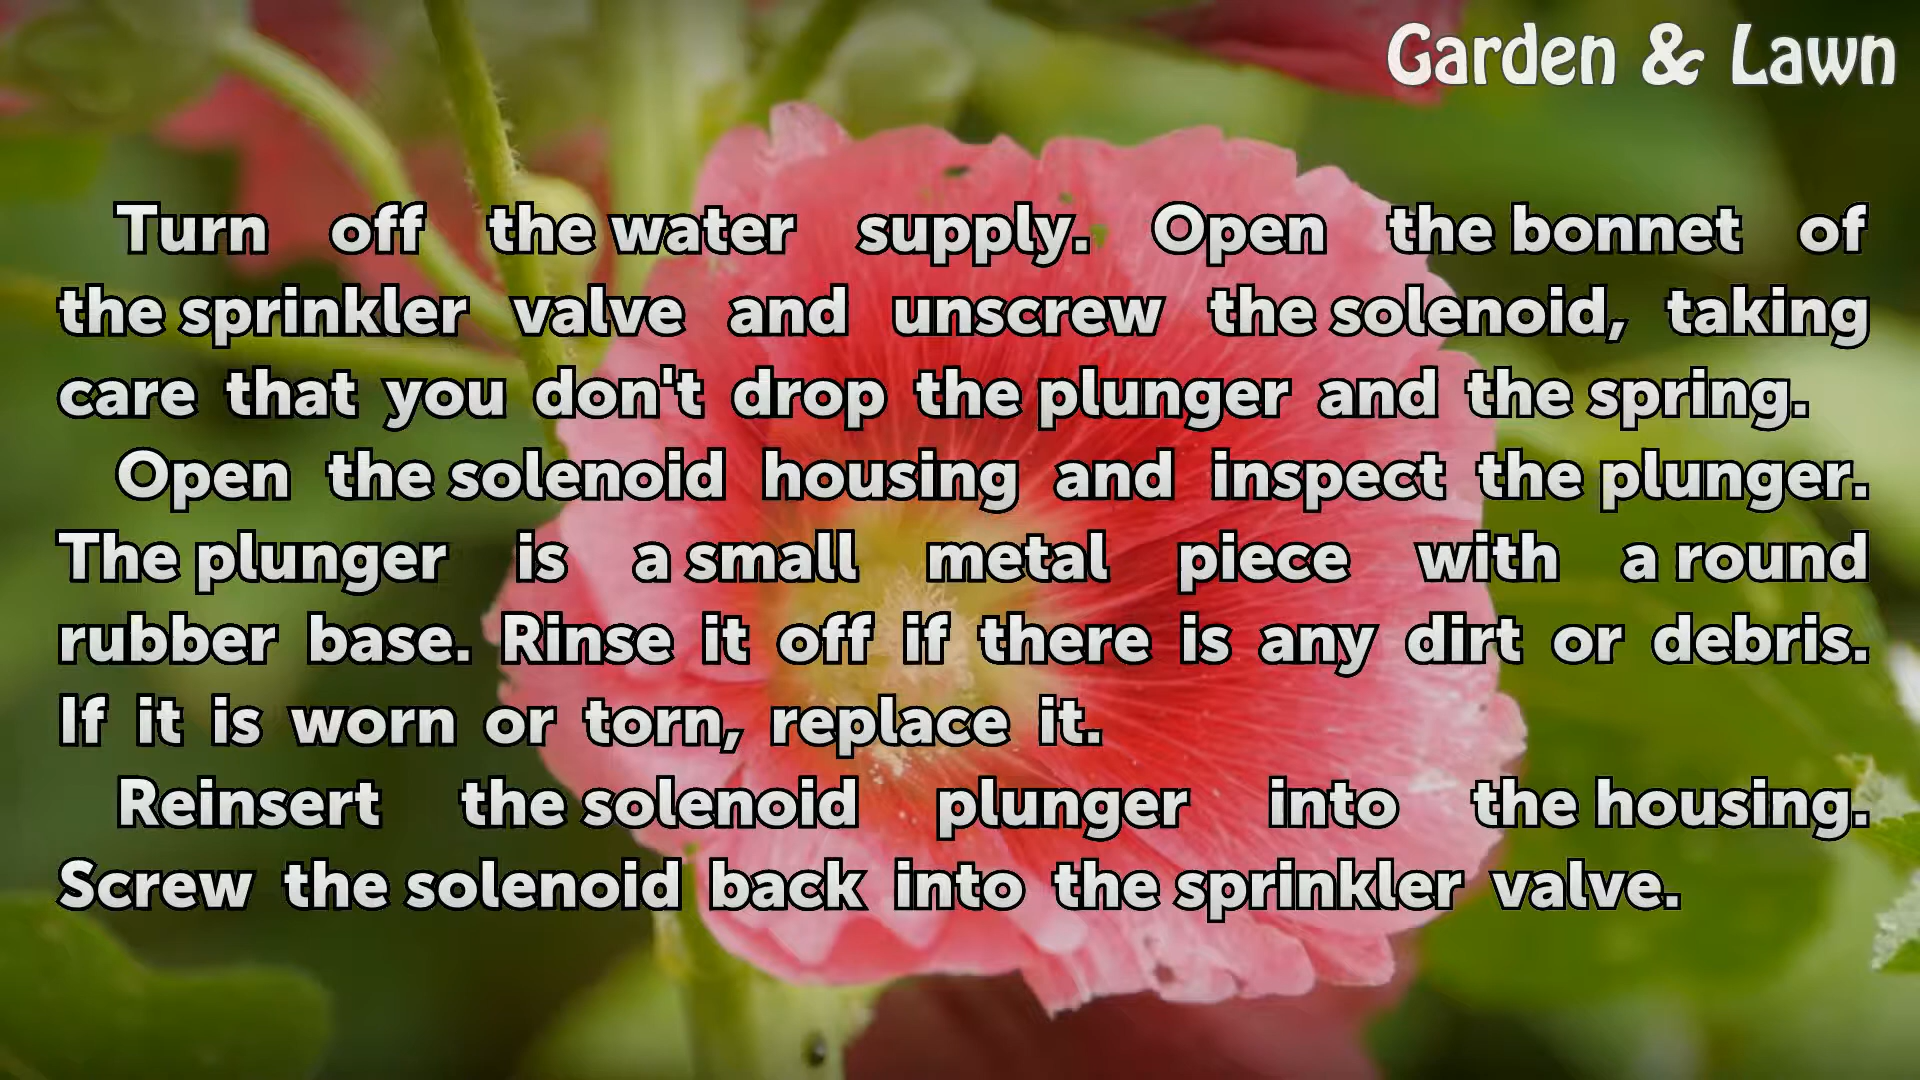 Garden & Lawn
Turn off the water supply. Open the bonnet of
the sprinkler valve and unscrew the solenoid, taking
care that you don't drop the plunger and the spring.
Open the solenoid housing and inspect the plunger.
The plunger is a small metal piece with a round
rubber base. Rinse it off if there is any dirt or debris.
If it is worn or torn, replace it.
Reinsert the solenoid plunger into the housing.
Screw the solenoid back into the sprinkler valve.